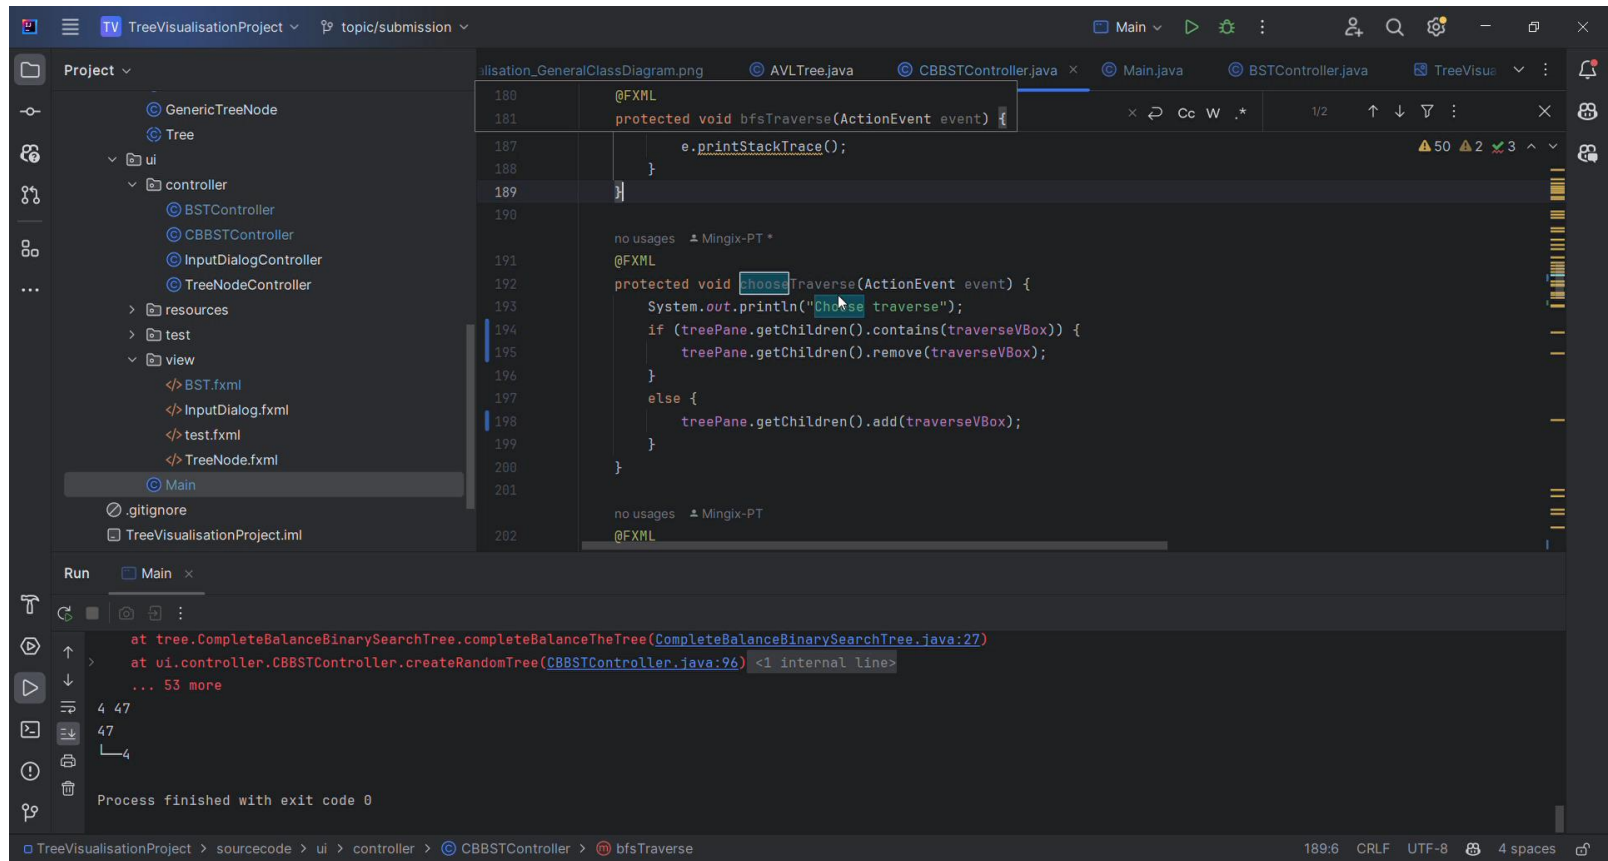 TV TreeVisualisationProject topic/submission Main
Project
alisation_GeneralClassDiagram.png AVLTree.java CBBSTController.java × Main.java BSTController.java TreeVisua
GenericTreeNode
Tree
ui
controller
BSTController
CBBSTController
InputDialogController
TreeNodeController
resources
test
view
BST.fxml
InputDialog.fxml
test.fxml
TreeNode.fxml
Main
.gitignore
TreeVisualisationProject.iml
Cc W .* 1/2
50 2 3
180 @FXML
181 protected void bfsTraverse(ActionEvent event) {
187 e.printStackTrace();
188 }
189 }
190
no usages Mingix-PT *
191 @FXML
192 protected void chooseTraverse(ActionEvent event) {
193 System.out.println("Choose traverse");
194 if (treePane.getChildren().contains(traverseVBox)) {
195 treePane.getChildren().remove(traverseVBox);
196 }
197 else {
198 treePane.getChildren().add(traverseVBox);
199 }
200 }
201
no usages Mingix-PT
202 @FXML
Run Main ×
at tree.CompleteBalanceBinarySearchTree.completeBalanceTheTree(CompleteBalanceBinarySearchTree.java:27)
at ui.controller.CBBSTController.createRandomTree(CBBSTController.java:96) <1 internal line>
... 53 more
4 47
47
└──4
Process finished with exit code 0
TreeVisualisationProject > sourcecode > ui > controller > CBBSTController > bfsTraverse 189:6 CRLF UTF-8 4 spaces